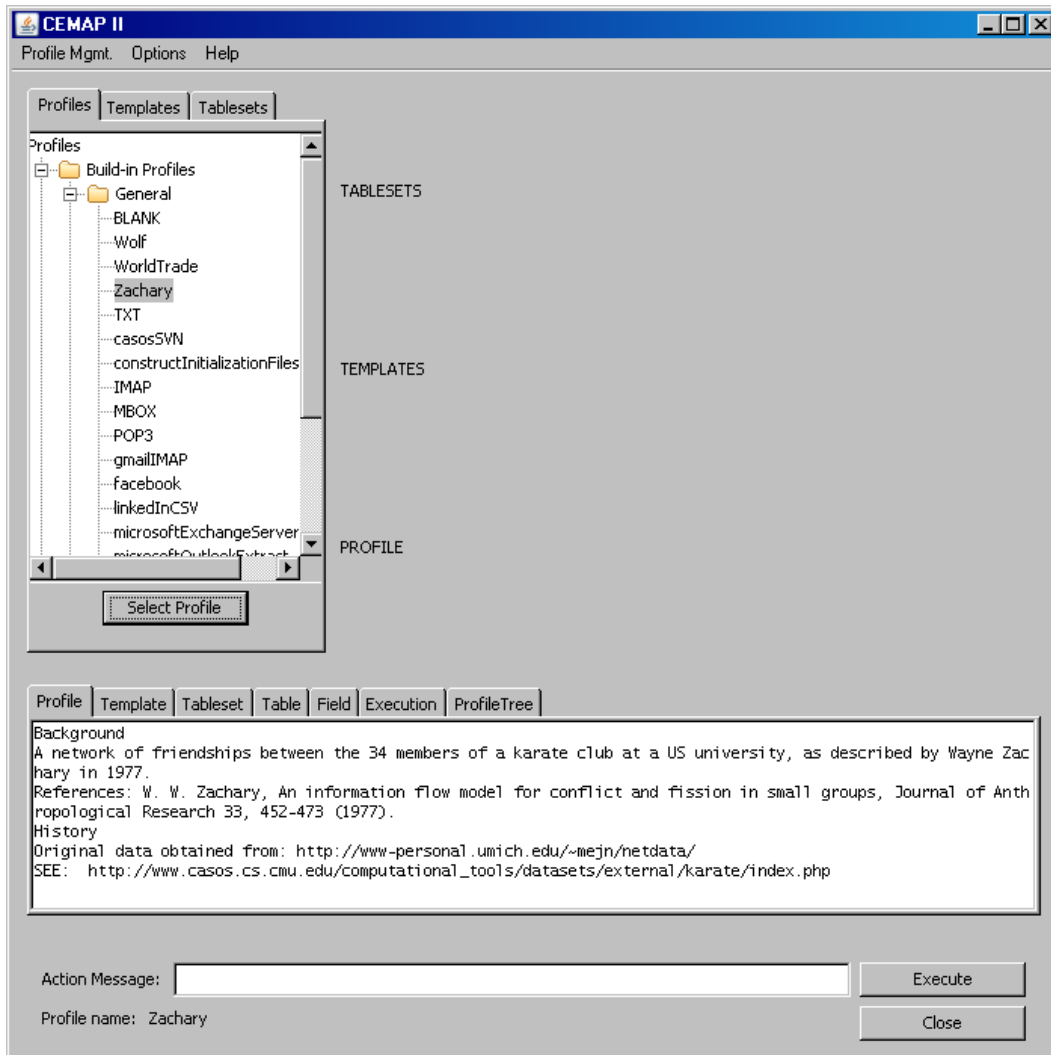 CEMAP II
Profile Mgmt. Options Help
Profiles Templates Tablesets
Profiles
Build-in Profiles
General
BLANK
Wolf
WorldTrade
Zachary
TXT
casosSVN
constructInitializationFiles
IMAP
MBOX
POP3
gmailIMAP
facebook
linkedInCSV
microsoftExchangeServer
microsoftOutlookExtract
Select Profile
TABLESETS
TEMPLATES
PROFILE
Profile Template Tableset Table Field Execution ProfileTree
Background
A network of friendships between the 34 members of a karate club at a US university, as described by Wayne Zac
hary in 1977.
References: W. W. Zachary, An information flow model for conflict and fission in small groups, Journal of Anth
ropological Research 33, 452-473 (1977).
History
Original data obtained from: http://www-personal.umich.edu/~mejn/netdata/
SEE:  http://www.casos.cs.cmu.edu/computational_tools/datasets/external/karate/index.php
Action Message:
Execute
Profile name: Zachary
Close